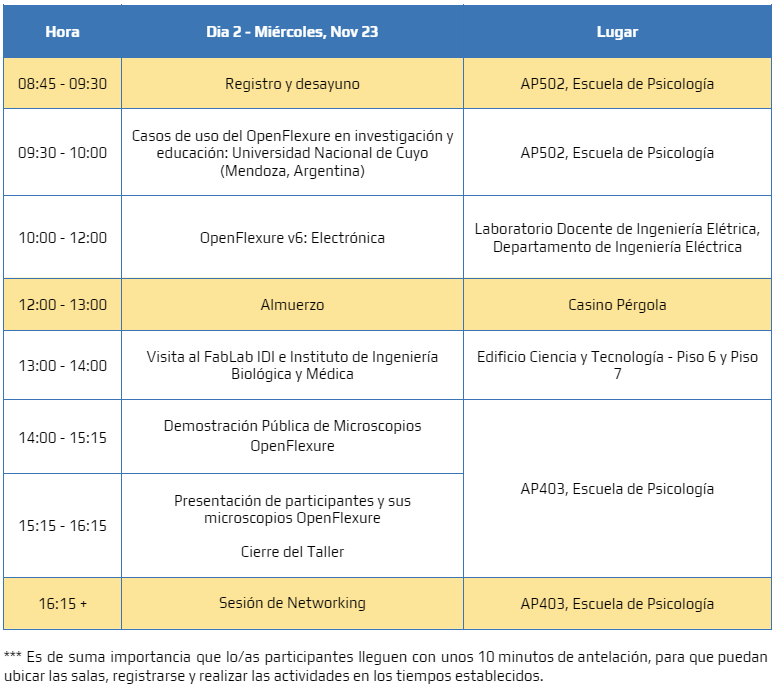 Hora
Dia 2 - Miércoles, Nov 23
Lugar
08:45 - 09:30
Registro y desayuno
AP502, Escuela de Psicología
09:30 - 10:00
Casos de uso del OpenFlexure en investigación y
educación: Universidad Nacional de Cuyo
(Mendoza, Argentina)
AP502, Escuela de Psicología
10:00 - 12:00
OpenFlexure v6: Electrónica
Laboratorio Docente de Ingeniería Elétrica,
Departamento de Ingeniería Eléctrica
12:00 - 13:00
Almuerzo
Casino Pérgola
13:00 - 14:00
Visita al FabLab IDI e Instituto de Ingeniería
Biológica y Médica
Edificio Ciencia y Tecnología - Piso 6 y Piso
7
14:00 - 15:15
Demostración Pública de Microscopios
OpenFlexure
AP403, Escuela de Psicología
15:15 - 16:15
Presentación de participantes y sus
microscopios OpenFlexure
Cierre del Taller
16:15 +
Sesión de Networking
AP403, Escuela de Psicología
*** Es de suma importancia que lo/as participantes lleguen con unos 10 minutos de antelación, para que puedan
ubicar las salas, registrarse y realizar las actividades en los tiempos establecidos.